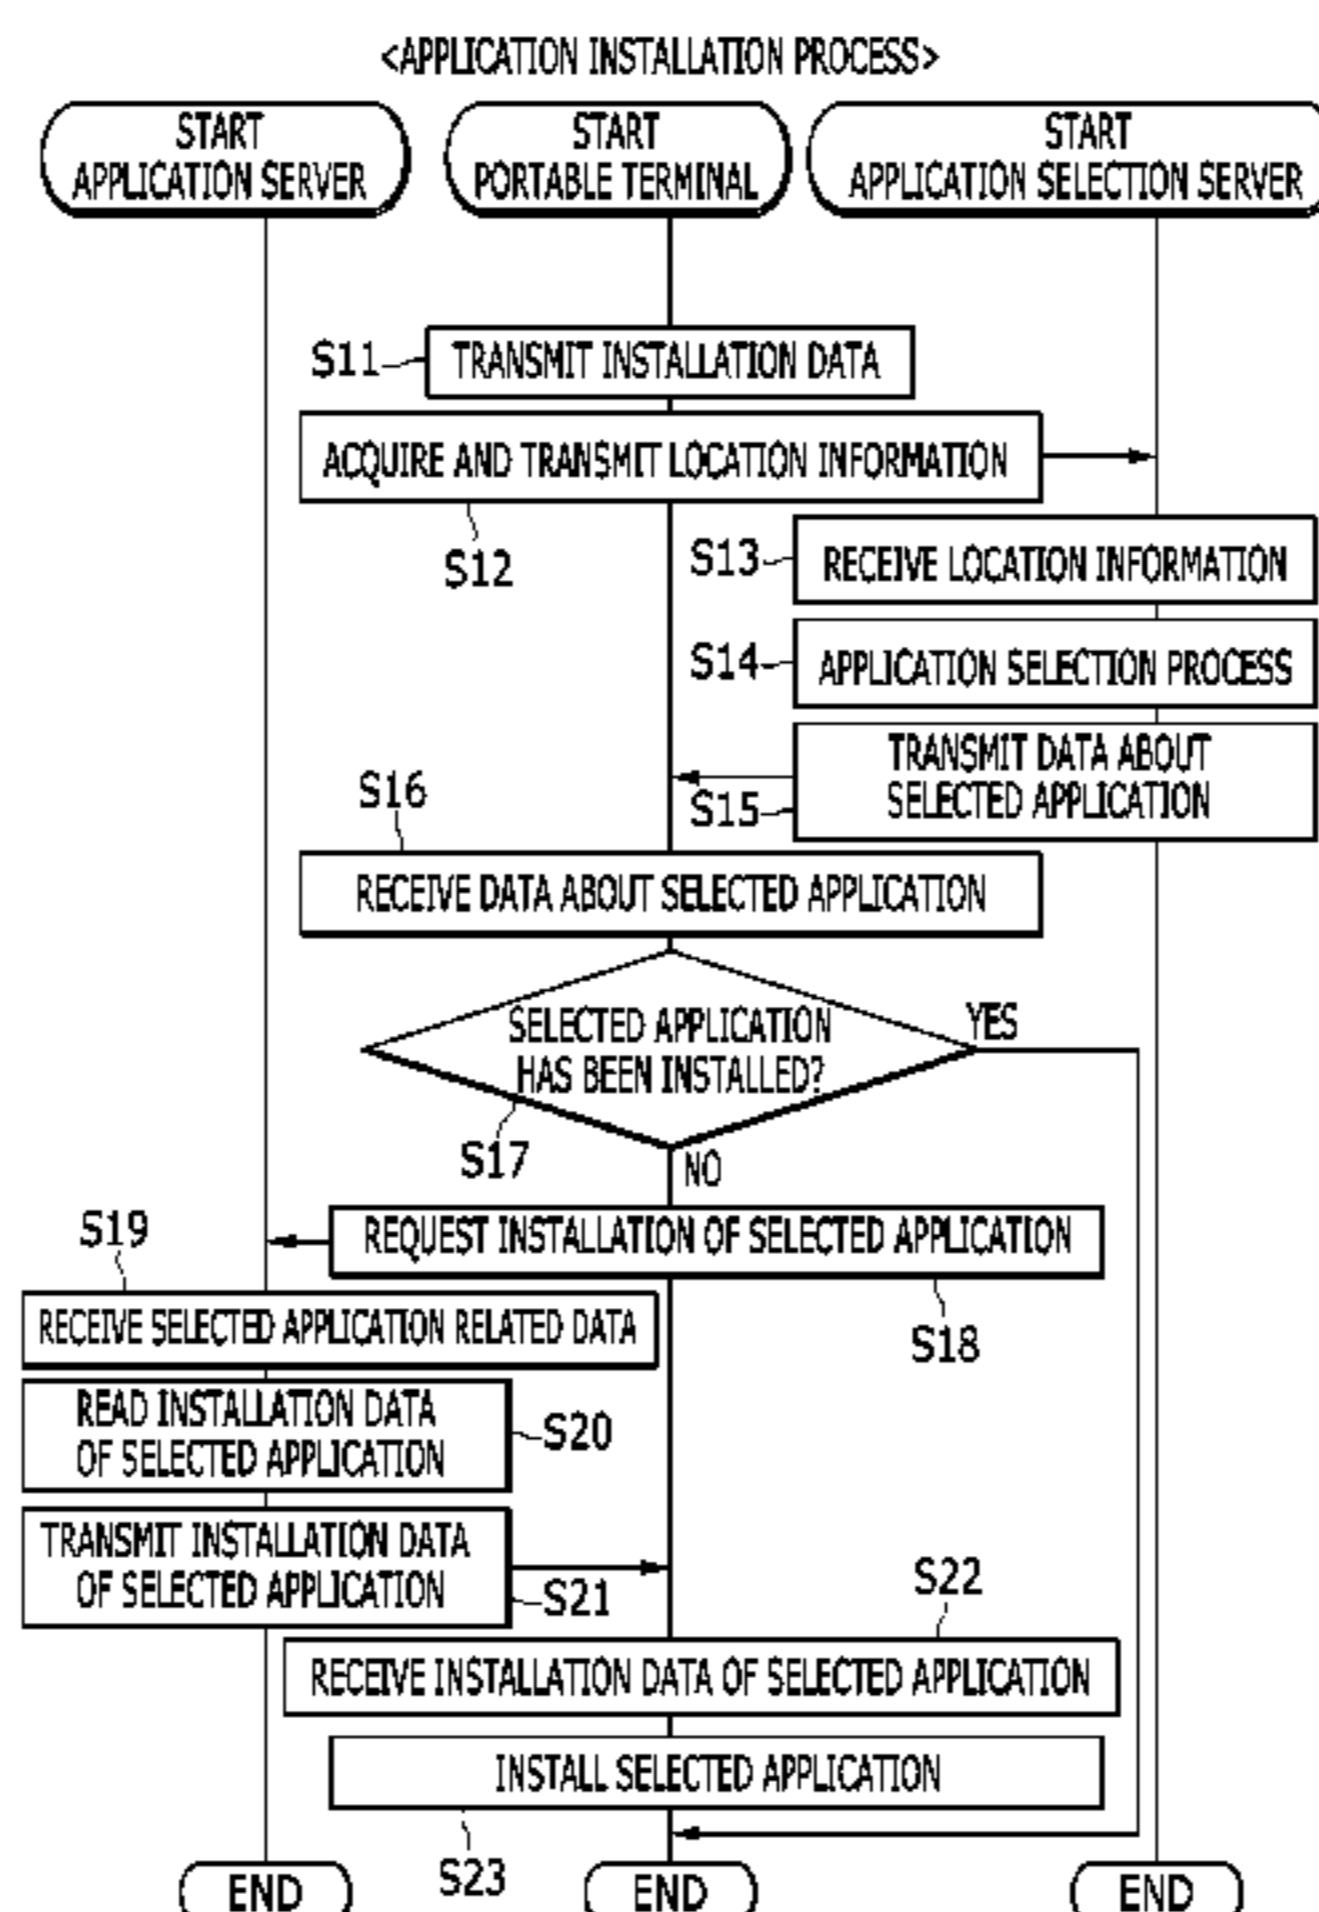 <APPLICATION INSTALLATION PROCESS>
START
APPLICATION SERVER
START
PORTABLE TERMINAL
START
APPLICATION SELECTION SERVER
S11
TRANSMIT INSTALLATION DATA
ACQUIRE AND TRANSMIT LOCATION INFORMATION
S12
S13
RECEIVE LOCATION INFORMATION
S14
APPLICATION SELECTION PROCESS
TRANSMIT DATA ABOUT
SELECTED APPLICATION
S15
S16
RECEIVE DATA ABOUT SELECTED APPLICATION
SELECTED APPLICATION
HAS BEEN INSTALLED?
YES
S17
NO
REQUEST INSTALLATION OF SELECTED APPLICATION
S18
S19
RECEIVE SELECTED APPLICATION RELATED DATA
READ INSTALLATION DATA
OF SELECTED APPLICATION
S20
TRANSMIT INSTALLATION DATA
OF SELECTED APPLICATION
S21
S22
RECEIVE INSTALLATION DATA OF SELECTED APPLICATION
INSTALL SELECTED APPLICATION
S23
END
END
END